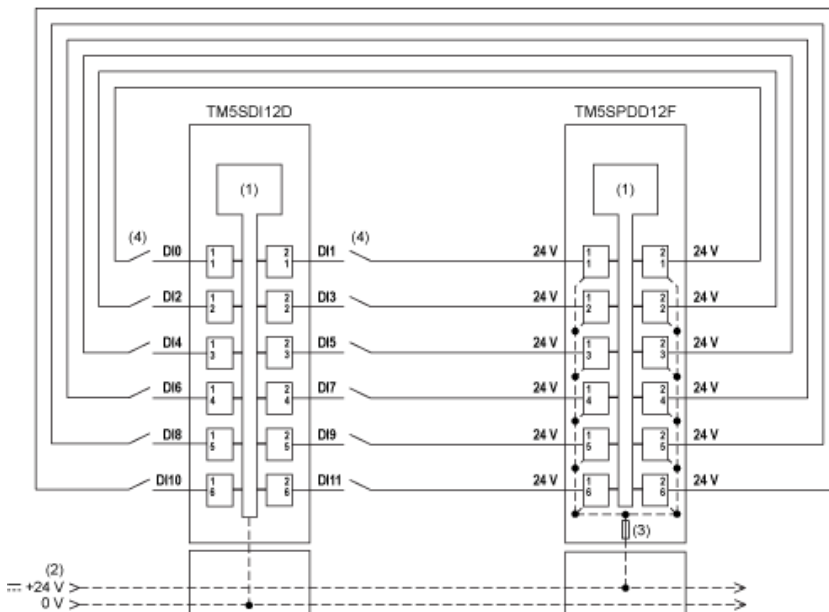 TM5SDI12D TM5SPDD12F
(1) (1)
(4) DI0 1 1 2 1 DI1 (4) 24 V 1 1 2 1 24 V
DI2 1 2 2 2 DI3 24 V 1 2 2 2 24 V
DI4 1 3 2 3 DI5 24 V 1 3 2 3 24 V
DI6 1 4 2 4 DI7 24 V 1 4 2 4 24 V
DI8 1 5 2 5 DI9 24 V 1 5 2 5 24 V
DI10 1 6 2 6 DI11 24 V 1 6 2 6 24 V
(3)
(2)
+24 V
0 V